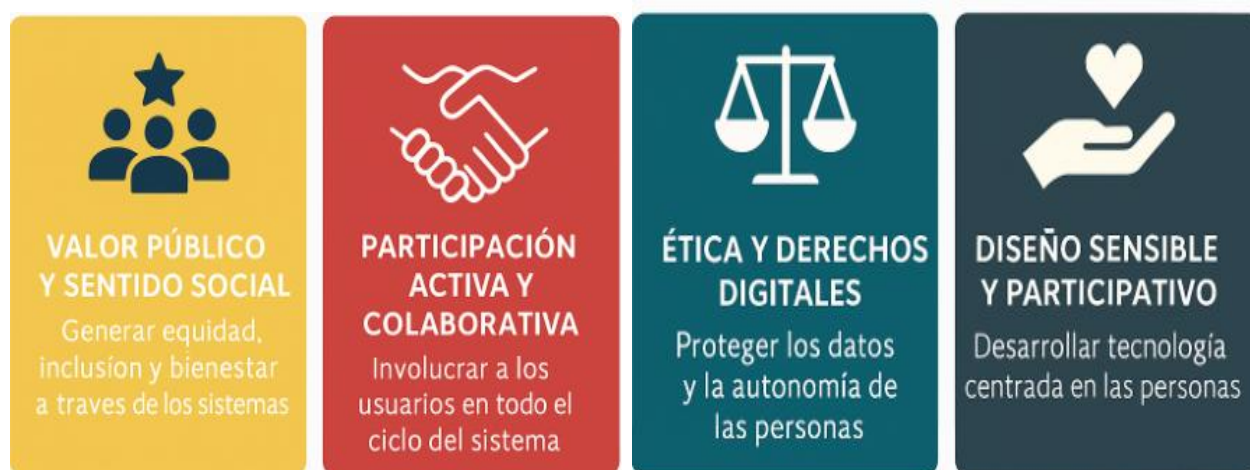 VALOR PÚBLICO
Y SENTIDO SOCIAL
Generar equidad,
inclusíon y bienestar
a traves de los sistemas
PARTICIPACIÓN
ACTIVA Y
COLABORATIVA
Involucrar a los
usuarios en todo el
ciclo del sistema
ÉTICA Y DERECHOS
DIGITALES
Proteger los datos
y la autonomía de
las personas
DISEÑO SENSIBLE
Y PARTICIPATIVO
Desarrollar tecnología
centrada en las personas